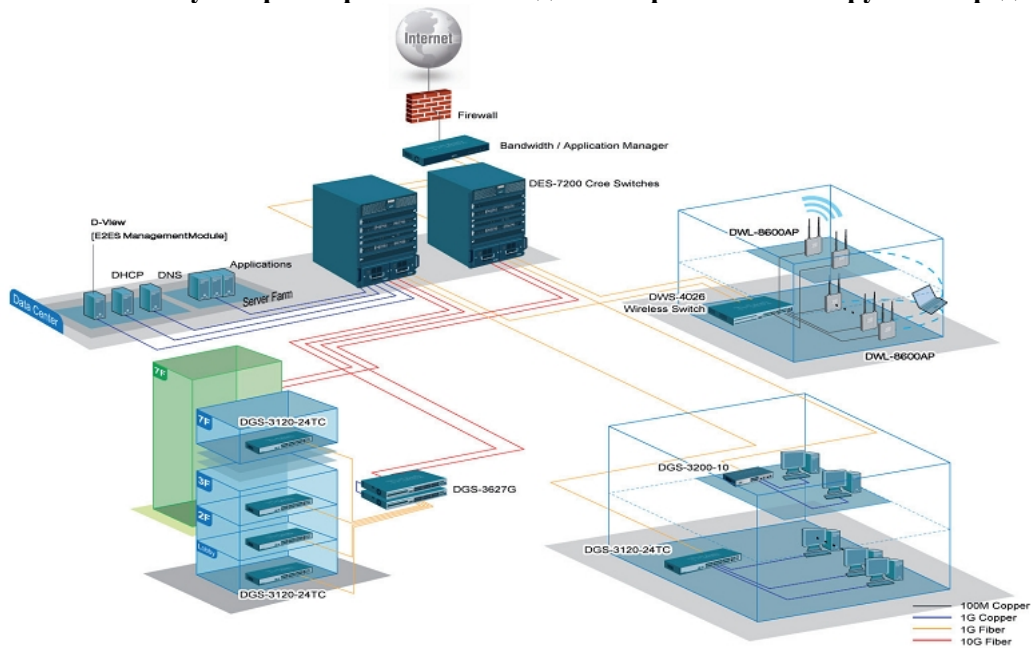 Internet
Firewall
Bandwidth / Application Manager
DES-7200 Croe Switches
D-View
[E2ES ManagementModule]
DHCP
DNS
Applications
Server Farm
Data Center
DWL-8600AP
DWS-4026
Wireless Switch
DWL-8600AP
7F
7F
DGS-3120-24TC
3F
2F
Lobby
DGS-3627G
DGS-3120-24TC
DGS-3200-10
DGS-3120-24TC
100M Copper
1G Copper
1G Fiber
10G Fiber